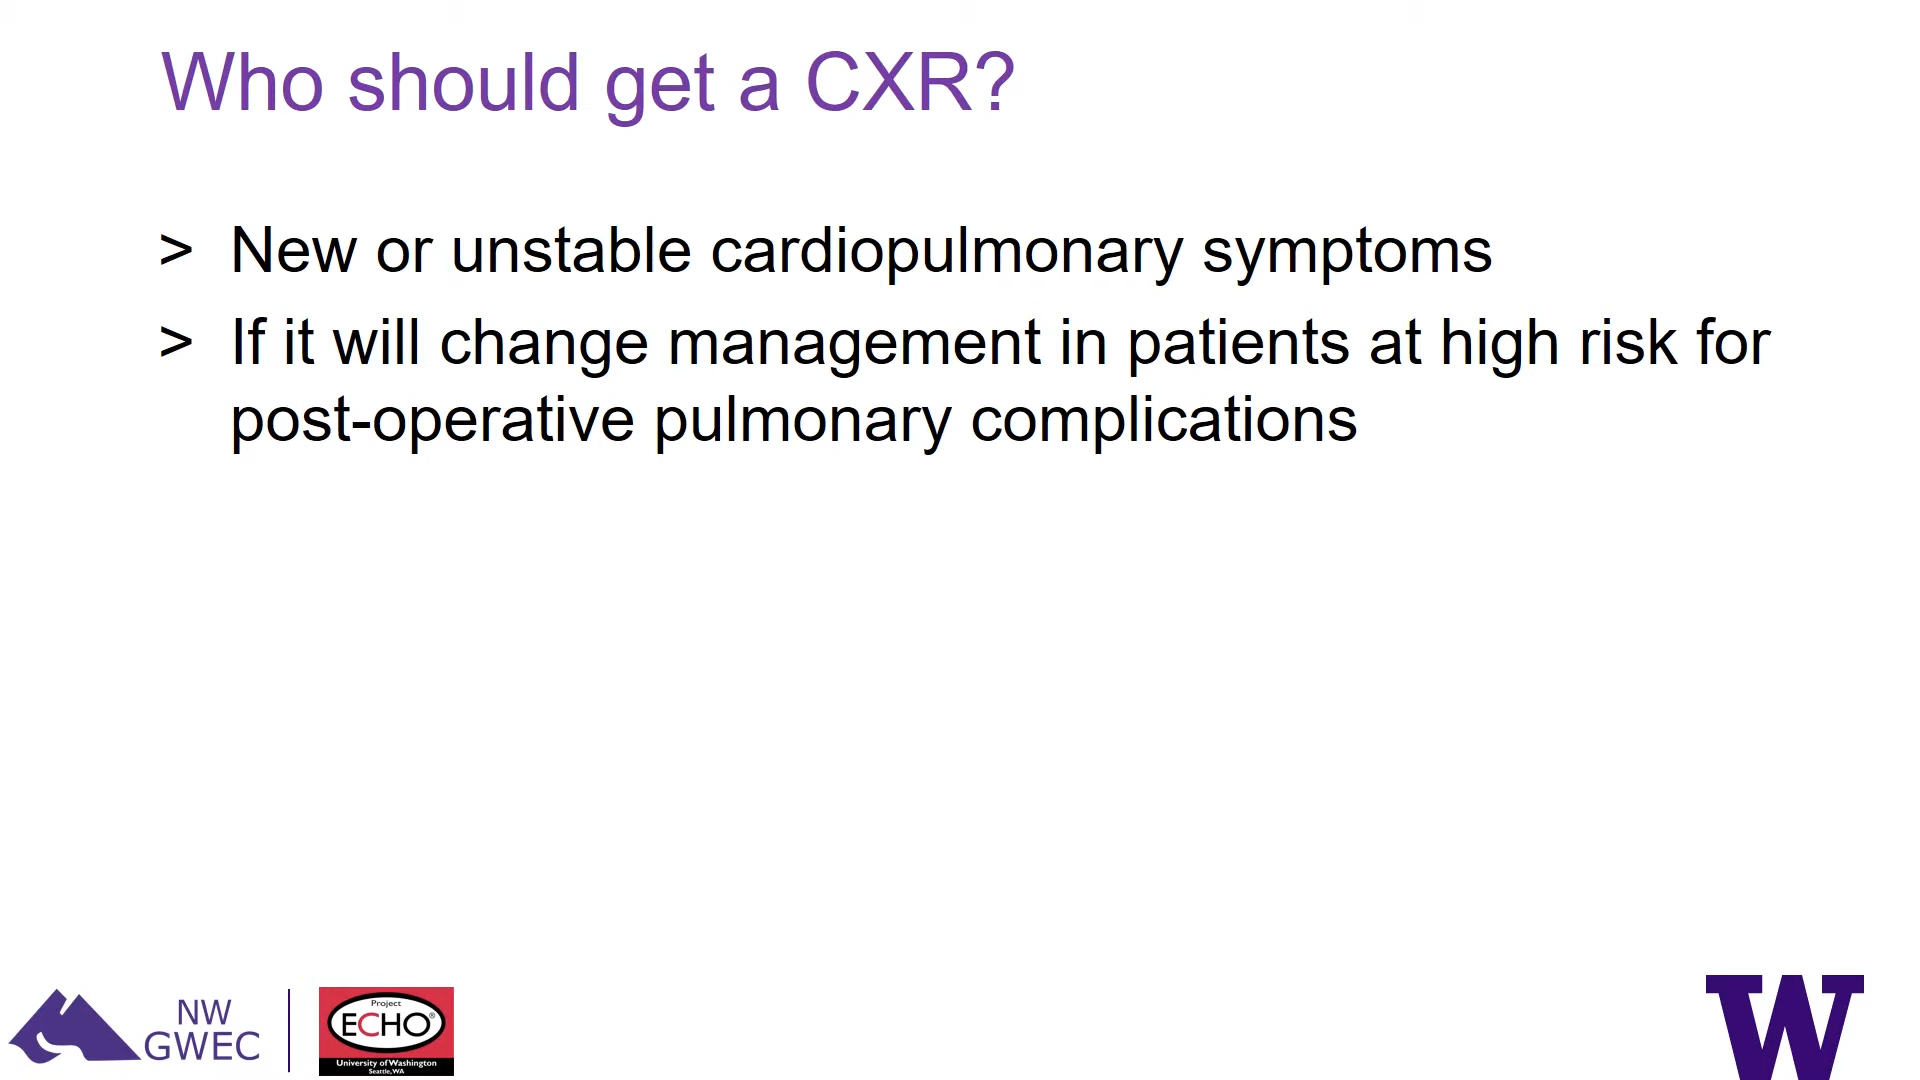 Who should get a CXR?
> New or unstable cardiopulmonary symptoms
> If it will change management in patients at high risk for
post-operative pulmonary complications
NW
GWEC
Project
ECHO®
University of Washington
Seattle, WA
W